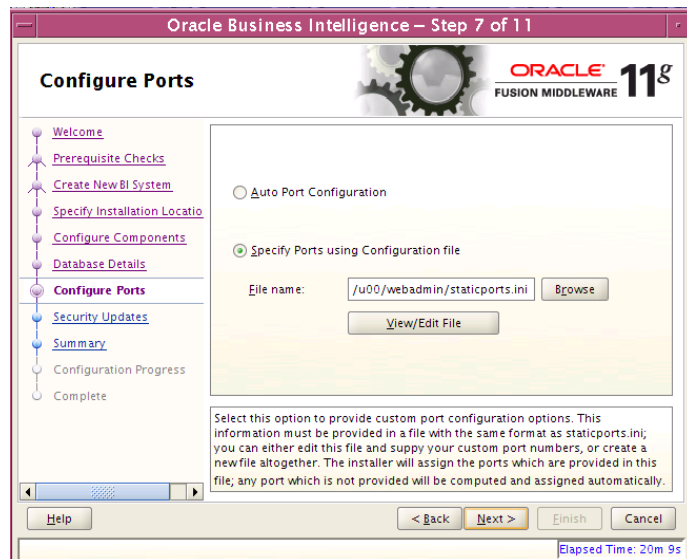 Oracle Business Intelligence – Step 7 of 11
Configure Ports
ORACLE
FUSION MIDDLEWARE
11g
Welcome
Prerequisite Checks
Create New BI System
Specify Installation Locatio
Configure Components
Database Details
Configure Ports
Security Updates
Summary
Configuration Progress
Complete
Auto Port Configuration
Specify Ports using Configuration file
File name: /u00/webadmin/staticports.ini Browse
View/Edit File
Select this option to provide custom port configuration options. This
information must be provided in a file with the same format as staticports.ini;
you can either edit this file and suppy your custom port numbers, or create a
new file altogether. The installer will assign the ports which are provided in this
file; any port which is not provided will be computed and assigned automatically.
Help < Back Next > Finish Cancel
Elapsed Time: 20m 9s